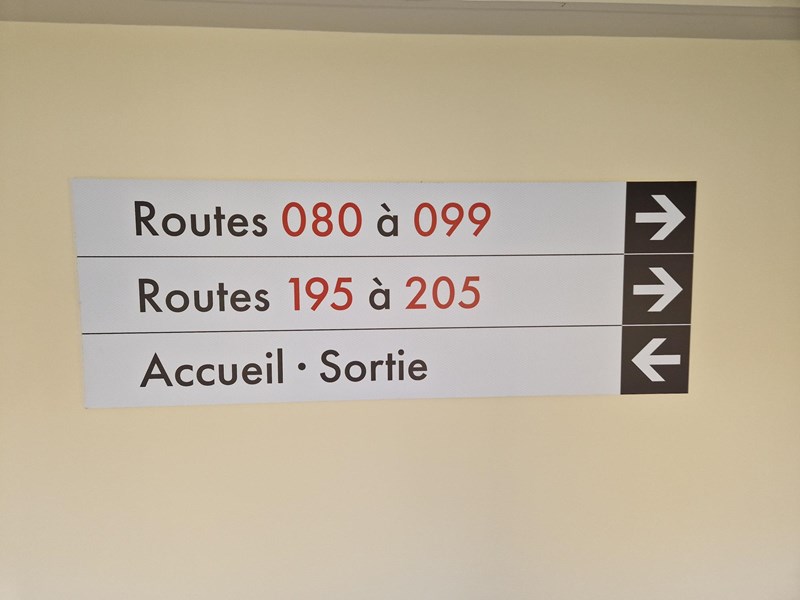 Routes 080 à 099
Routes 195 à 205
Accueil · Sortie